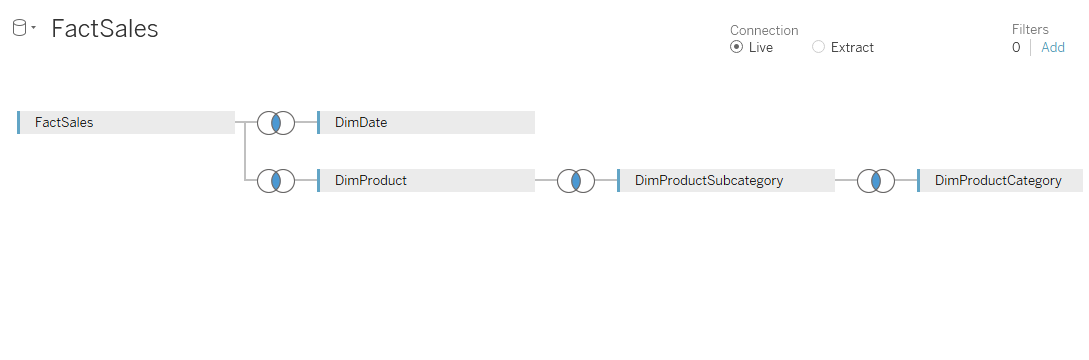 FactSales
Connection
Live
Extract
Filters
0
Add
FactSales
DimDate
DimProduct
DimProductSubcategory
DimProductCategory